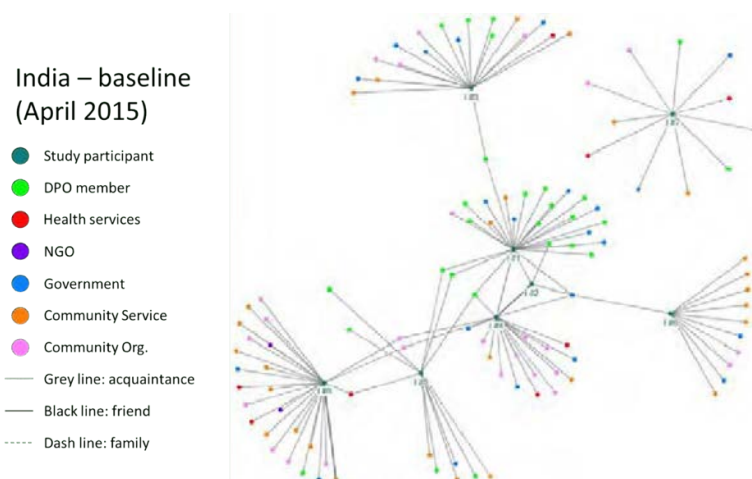 India – baseline
(April 2015)
Study participant
DPO member
Health services
NGO
Government
Community Service
Community Org.
Grey line: acquaintance
Black line: friend
Dash line: family